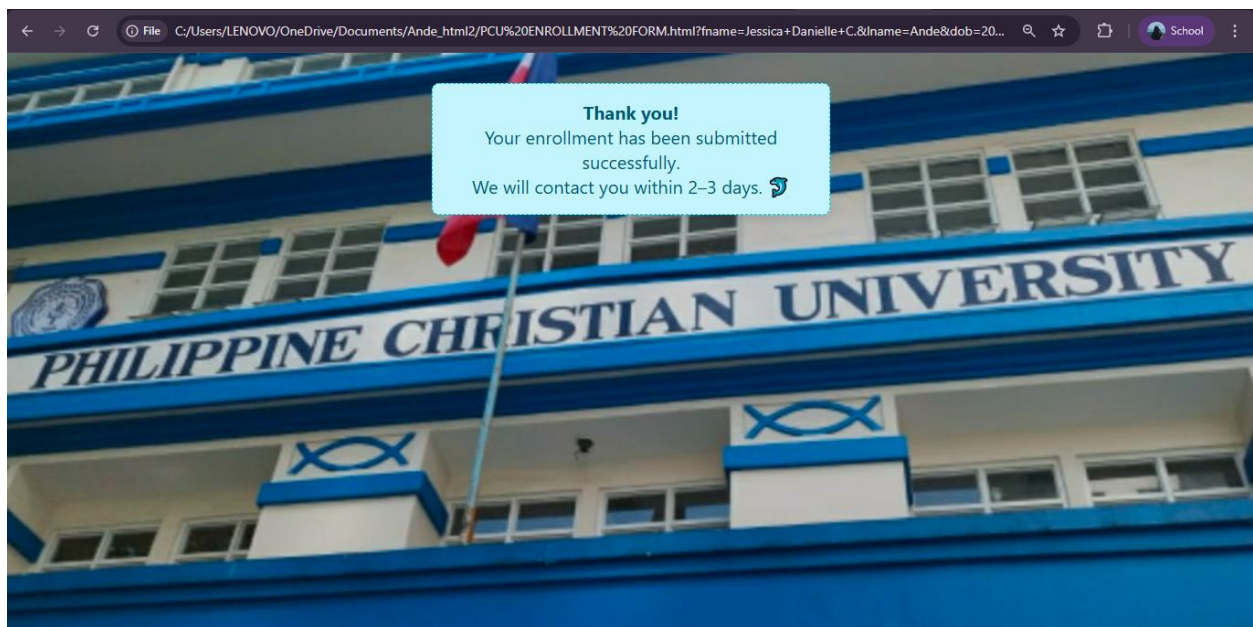 File
C:/Users/LENOVO/OneDrive/Documents/Ande_html2/PCU%20ENROLLMENT%20FORM.html?fname=Jessica+Danielle+C.&lname=Ande&dob=20...
School
Thank you!
Your enrollment has been submitted
successfully.
We will contact you within 2–3 days. 🐬
PHILIPPINE CHRISTIAN UNIVERSITY